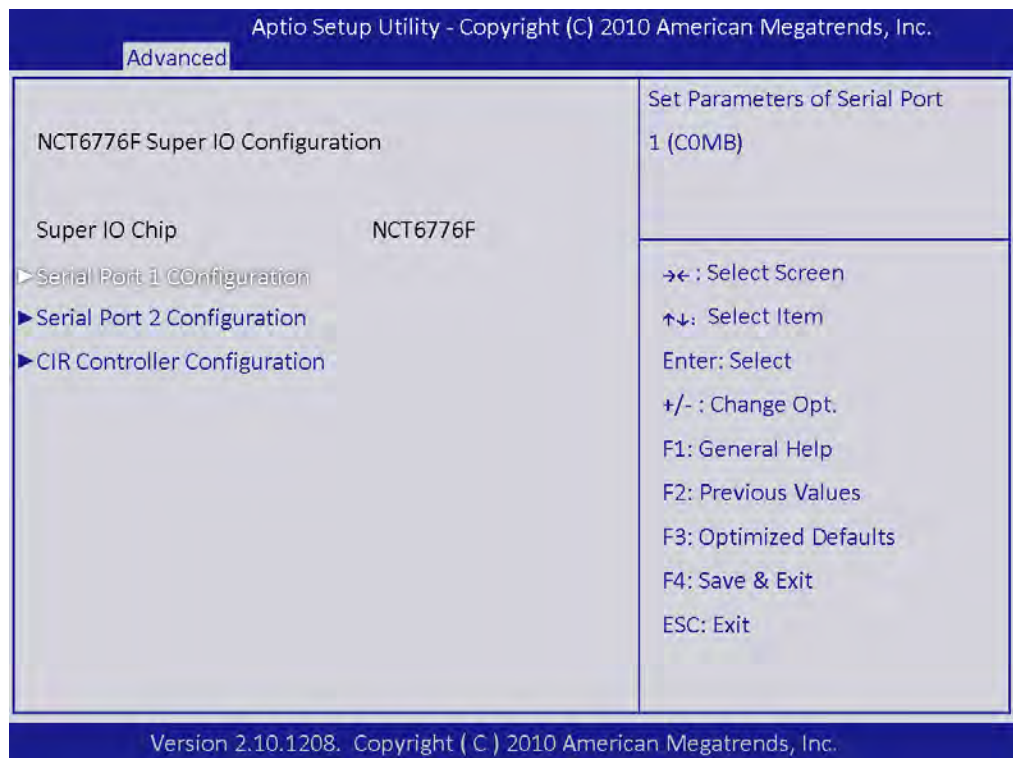 Aptio Setup Utility - Copyright (C) 2010 American Megatrends, Inc.
Advanced
NCT6776F Super IO Configuration
Super IO Chip NCT6776F
►Serial Port 1 COnfiguration
►Serial Port 2 Configuration
►CIR Controller Configuration
Set Parameters of Serial Port
1 (C0MB)
→←: Select Screen
↑↓: Select Item
Enter: Select
+/- : Change Opt.
F1: General Help
F2: Previous Values
F3: Optimized Defaults
F4: Save & Exit
ESC: Exit
Version 2.10.1208. Copyright ( C ) 2010 American Megatrends, Inc.